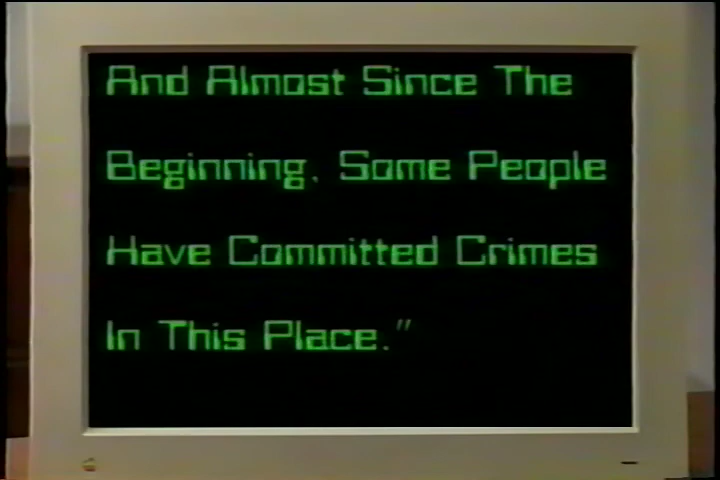 And Almost Since The
Beginning, Some People
Have Committed Crimes
In This Place."